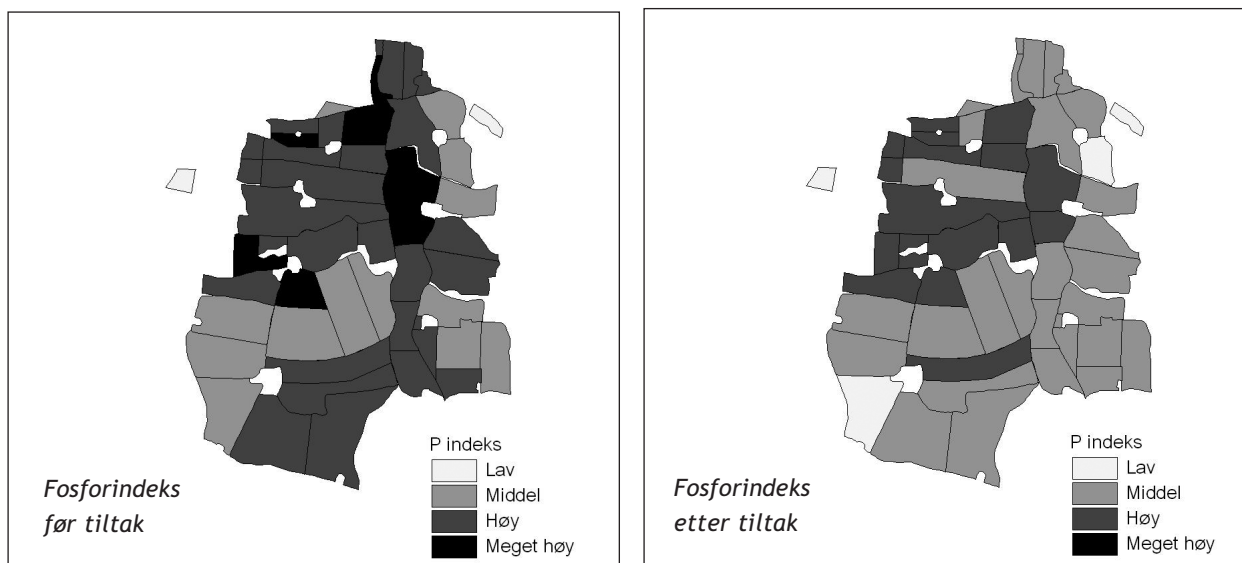 Fosforindeks
før tiltak
P indeks
Lav
Middel
Høy
Meget høy
Fosforindeks
etter tiltak
P indeks
Lav
Middel
Høy
Meget høy